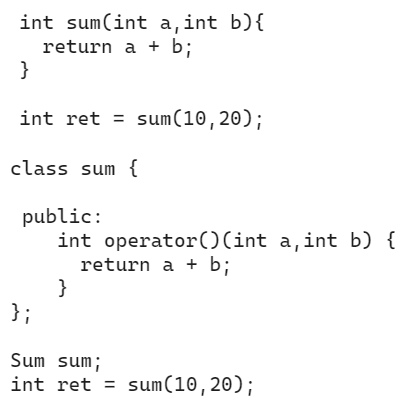 int sum(int a,int b){
return a + b;
}
int ret = sum(10,20);
class sum {
public:
int operator()(int a,int b) {
return a + b;
}
};
Sum sum;
int ret = sum(10,20);